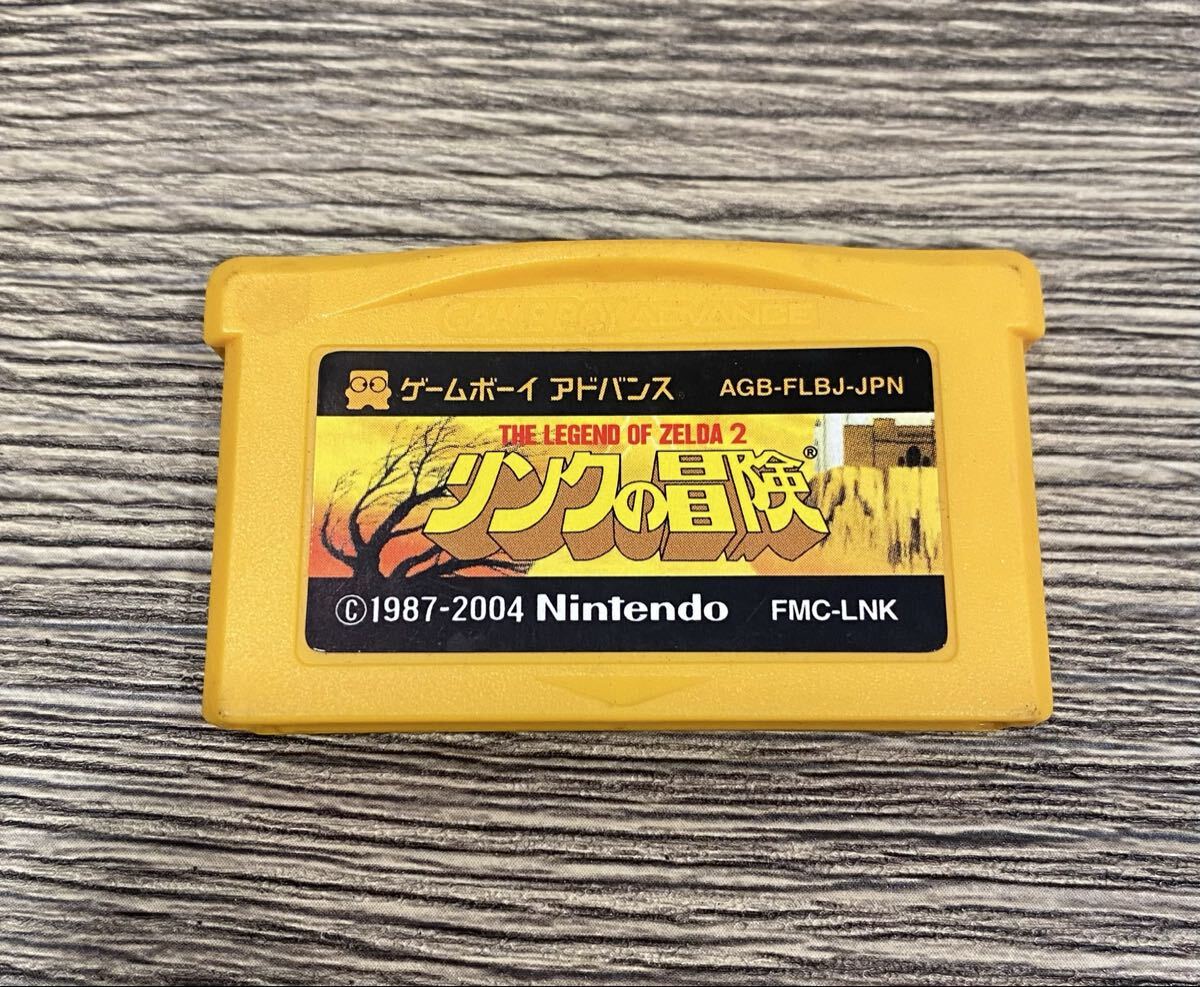 GAME BOY ADVANCE
ゲームボーイ アドバンス AGB-FLBJ-JPN
THE LEGEND OF ZELDA 2
リンクの冒険®
©1987-2004 Nintendo FMC-LNK